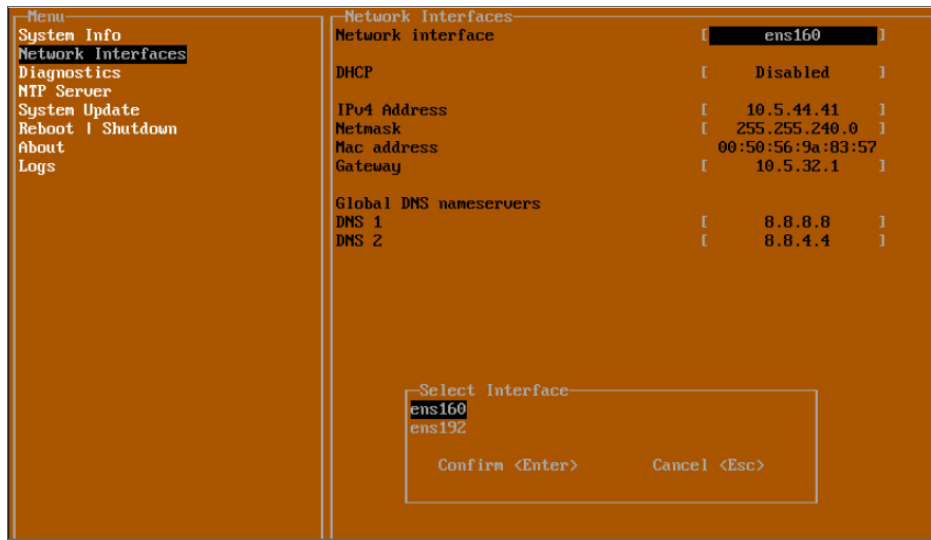 Menu
System Info
Network Interfaces
Diagnostics
NTP Server
System Update
Reboot | Shutdown
About
Logs
Network Interfaces
Network interface [ ens160 ]
DHCP [ Disabled ]
IPv4 Address [ 10.5.44.41 ]
Netmask [ 255.255.240.0 ]
Mac address 00:50:56:9a:83:57
Gateway [ 10.5.32.1 ]
Global DNS nameservers
DNS 1 [ 8.8.8.8 ]
DNS 2 [ 8.8.4.4 ]
Select Interface
ens160
ens192
Confirm <Enter> Cancel <Esc>